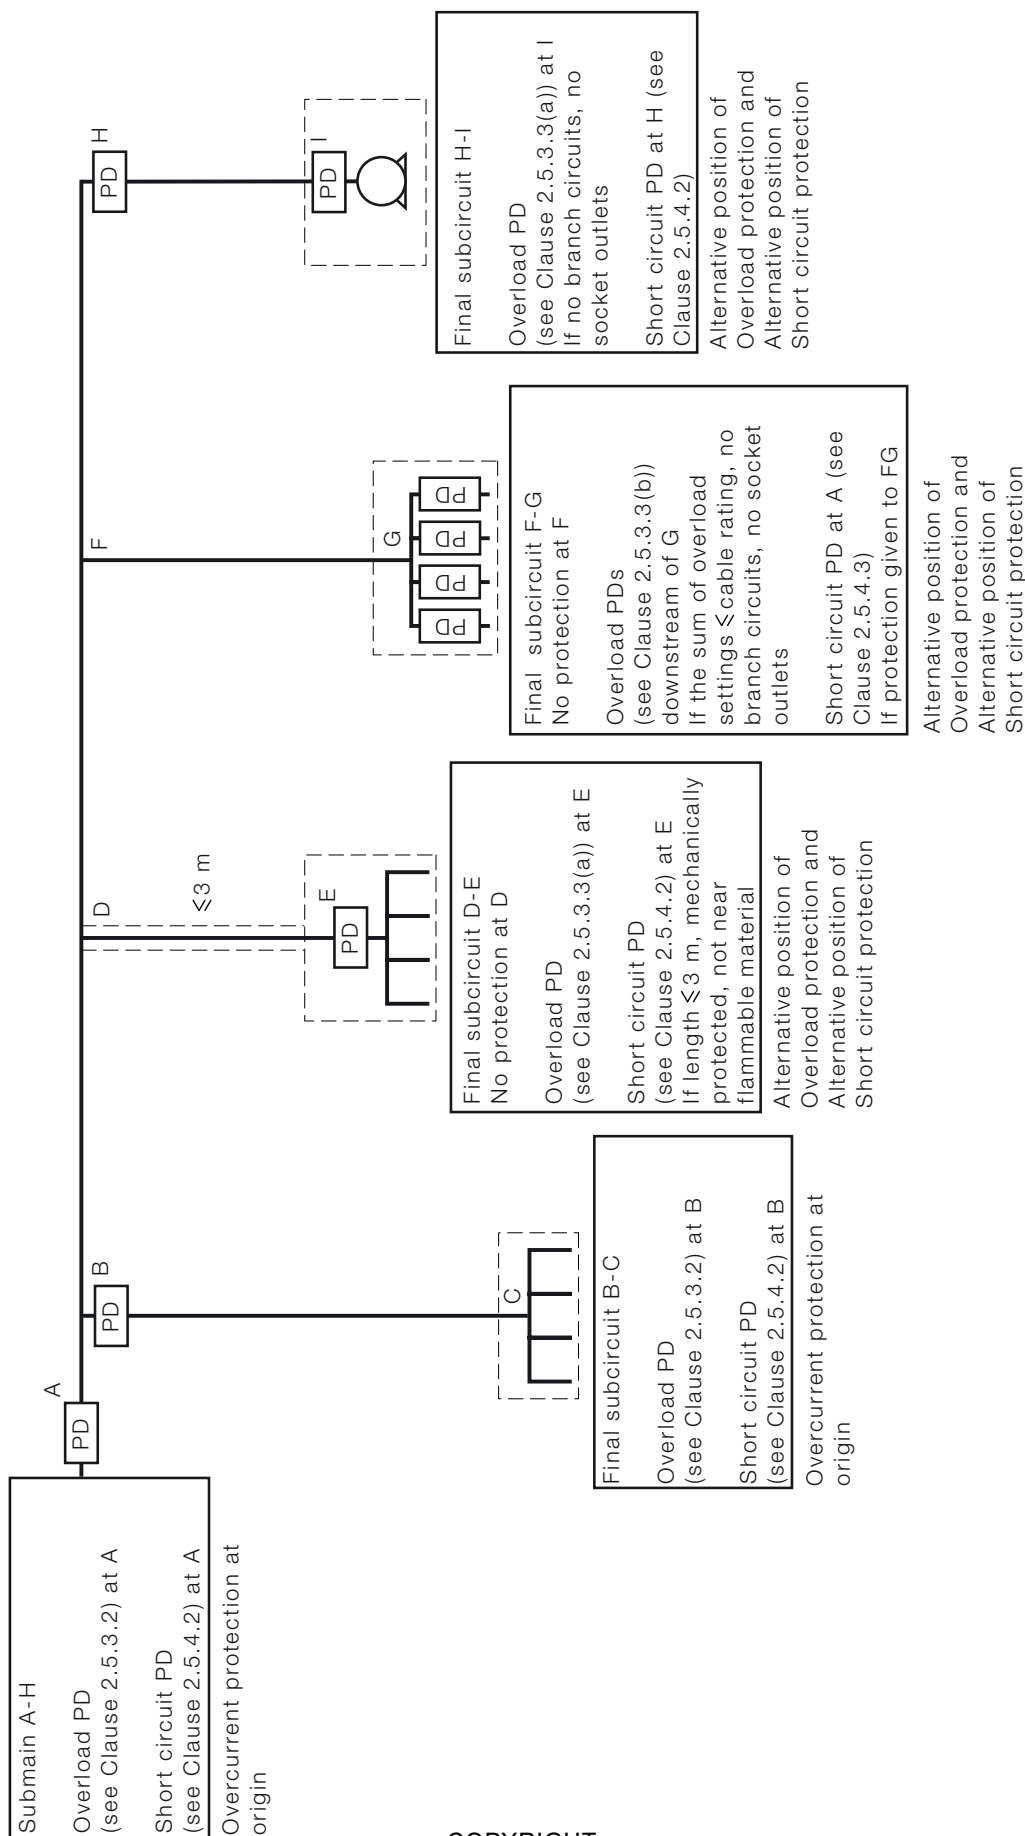 Submain A-H
Overload PD
(see Clause 2.5.3.2) at A
Short circuit PD
(see Clause 2.5.4.2) at A
Overcurrent protection at
origin
PD
A
PD
B
C
Final subcircuit B-C
Overload PD
(see Clause 2.5.3.2) at B
Short circuit PD
(see Clause 2.5.4.2) at B
Overcurrent protection at
origin
D
≤3 m
PD
E
Final subcircuit D-E
No protection at D
Overload PD
(see Clause 2.5.3.3(a)) at E
Short circuit PD
(see Clause 2.5.4.2) at E
If length ≤3 m, mechanically
protected, not near
flammable material
Alternative position of
Overload protection and
Alternative position of
Short circuit protection
F
G
PD
PD
PD
PD
Final subcircuit F-G
No protection at F
Overload PDs
(see Clause 2.5.3.3(b))
downstream of G
If the sum of overload
settings ≤cable rating, no
branch circuits, no socket
outlets
Short circuit PD at A (see
Clause 2.5.4.3)
If protection given to FG
Alternative position of
Overload protection and
Alternative position of
Short circuit protection
PD
H
PD
I
Final subcircuit H-I
Overload PD
(see Clause 2.5.3.3(a)) at I
If no branch circuits, no
socket outlets
Short circuit PD at H (see
Clause 2.5.4.2)
Alternative position of
Overload protection and
Alternative position of
Short circuit protection
COPYRIGHT